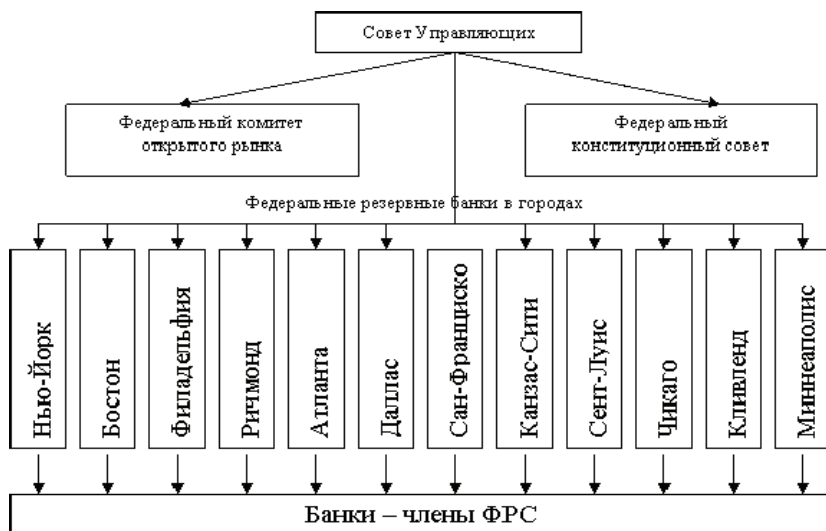 Совет Управляющих
Федеральный комитет
открытого рынка
Федеральный
конституционный совет
Федеральные резервные банки в городах
Нью-Йорк
Бостон
Филадельфия
Ричмонд
Атланта
Даллас
Сан-Франциско
Канзас-Сити
Сент-Луис
Чикаго
Кливленд
Миннеаполис
Банки – члены ФРС